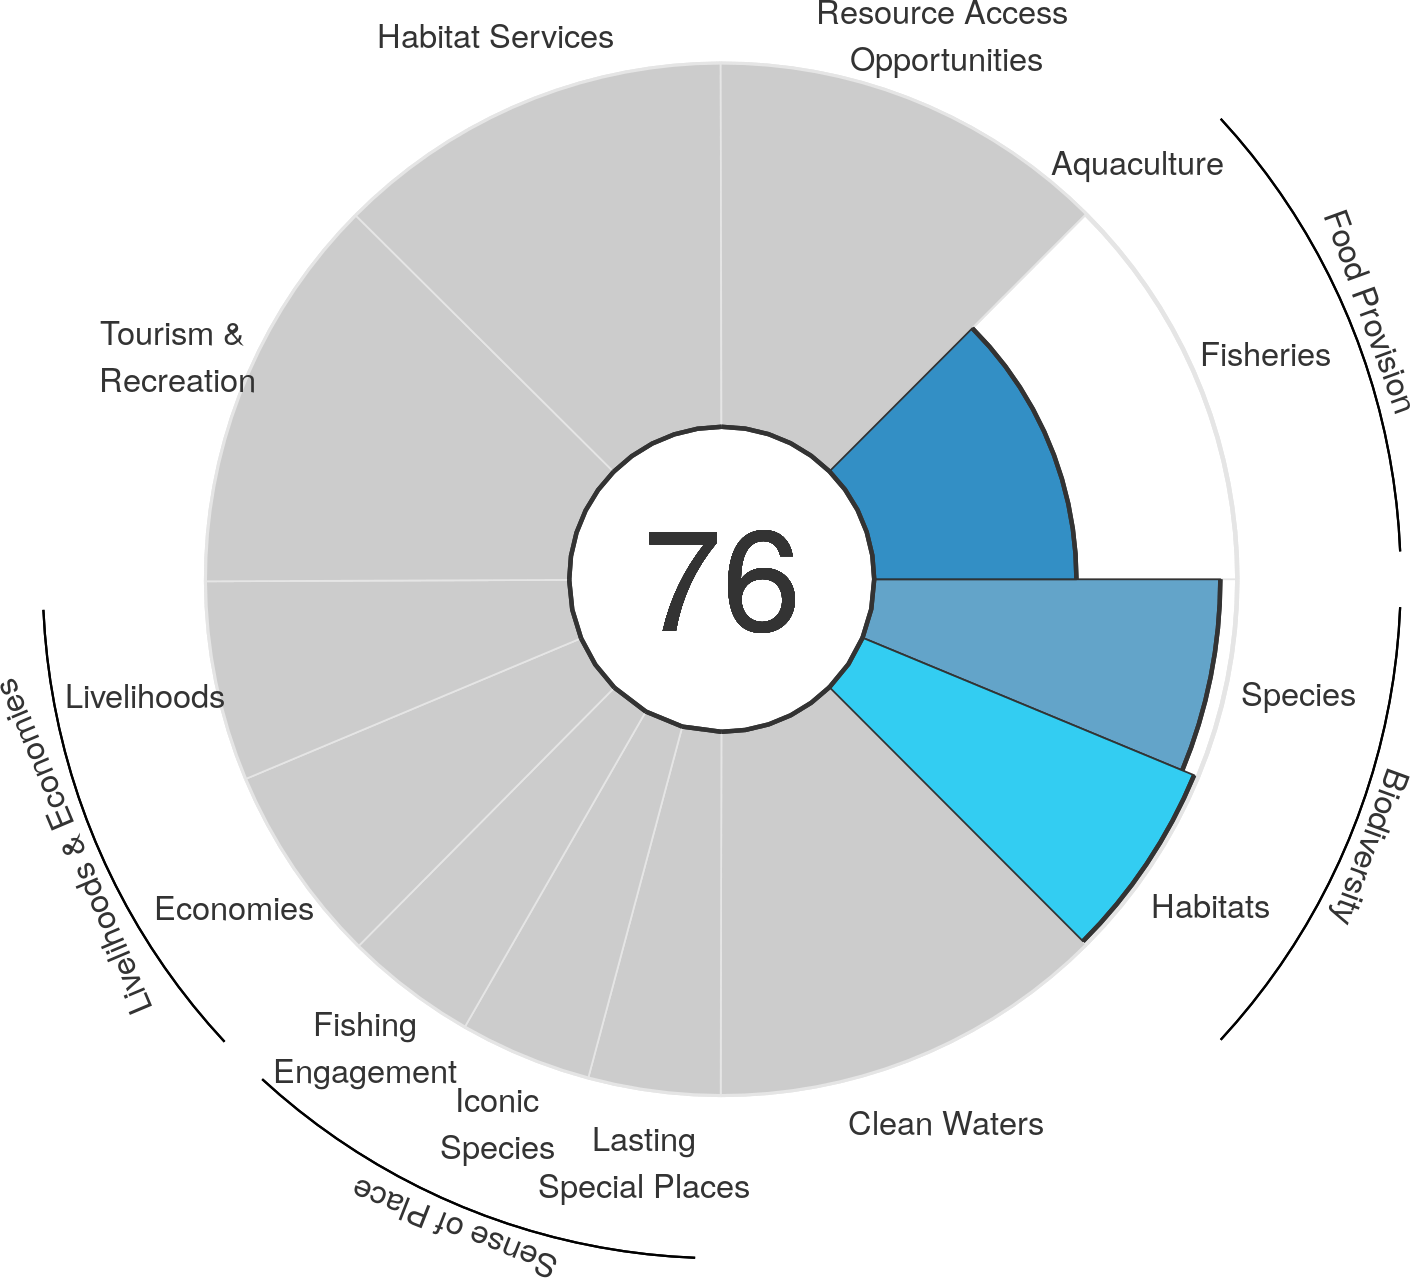 Resource Access
Opportunities
Habitat Services
Aquaculture
Food Provision
Fisheries
Tourism &
Recreation
76
Species
Livelihoods
Livelihoods & Economies
Biodiversity
Habitats
Economies
Fishing
Engagement
Iconic
Species
Lasting
Special Places
Clean Waters
Sense of Place